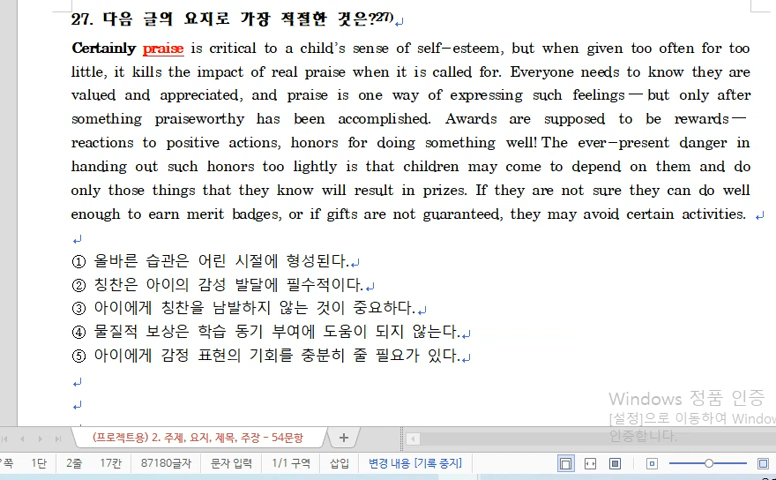 27. 다음 글의 요지로 가장 적절한 것은?27)
Certainly praise is critical to a child's sense of self-esteem, but when given too often for too
little, it kills the impact of real praise when it is called for. Everyone needs to know they are
valued and appreciated, and praise is one way of expressing such feelings — but only after
something praiseworthy has been accomplished. Awards are supposed to be rewards—
reactions to positive actions, honors for doing something well! The ever-present danger in
handing out such honors too lightly is that children may come to depend on them and do
only those things that they know will result in prizes. If they are not sure they can do well
enough to earn merit badges, or if gifts are not guaranteed, they may avoid certain activities.
① 올바른 습관은 어린 시절에 형성된다.
② 칭찬은 아이의 감성 발달에 필수적이다.
③ 아이에게 칭찬을 남발하지 않는 것이 중요하다.
④ 물질적 보상은 학습 동기 부여에 도움이 되지 않는다.
⑤ 아이에게 감정 표현의 기회를 충분히 줄 필요가 있다.
Windows 정품 인증
[설정]으로 이동하여 Windows
인증합니다.
(프로젝트용) 2. 주제, 요지, 제목, 주장 - 54문항
쪽 1단 2줄 17칸 87180글자 문자 입력 1/1 구역 삽입 변경 내용 [기록 중지]